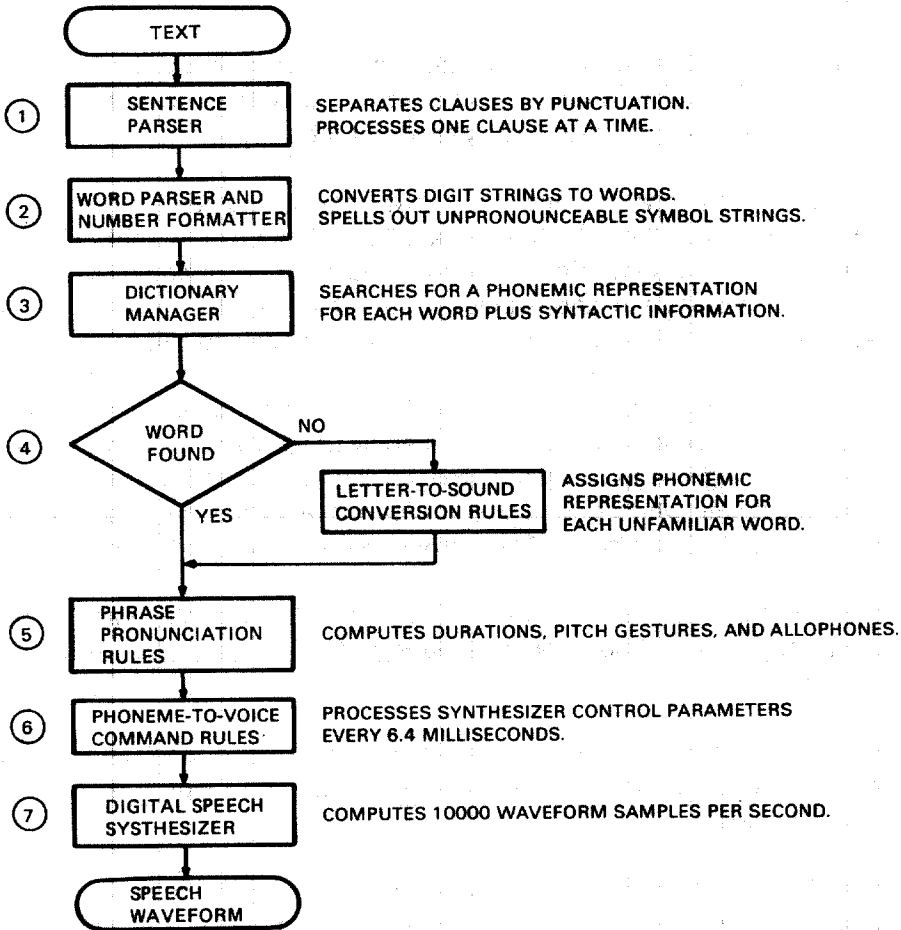 TEXT
1
SENTENCE
PARSER
SEPARATES CLAUSES BY PUNCTUATION.
PROCESSES ONE CLAUSE AT A TIME.
2
WORD PARSER AND
NUMBER FORMATTER
CONVERTS DIGIT STRINGS TO WORDS.
SPELLS OUT UNPRONOUNCEABLE SYMBOL STRINGS.
3
DICTIONARY
MANAGER
SEARCHES FOR A PHONEMIC REPRESENTATION
FOR EACH WORD PLUS SYNTACTIC INFORMATION.
4
WORD
FOUND
NO
YES
LETTER-TO-SOUND
CONVERSION RULES
ASSIGNS PHONEMIC
REPRESENTATION FOR
EACH UNFAMILIAR WORD.
5
PHRASE
PRONUNCIATION
RULES
COMPUTES DURATIONS, PITCH GESTURES, AND ALLOPHONES.
6
PHONEME-TO-VOICE
COMMAND RULES
PROCESSES SYNTHESIZER CONTROL PARAMETERS
EVERY 6.4 MILLISECONDS.
7
DIGITAL SPEECH
SYSTHESIZER
COMPUTES 10000 WAVEFORM SAMPLES PER SECOND.
SPEECH
WAVEFORM